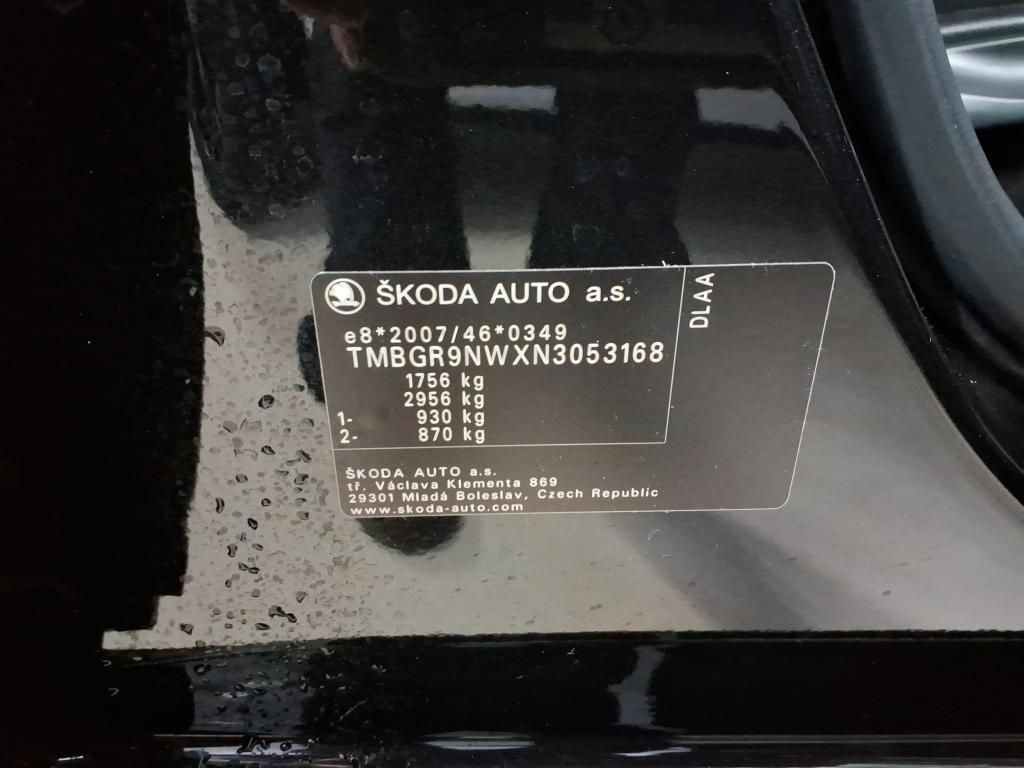 ŠKODA AUTO a.s.
DLAA
e8*2007/46*0349
TMBGR9NWXN3053168
1756 kg
2956 kg
1- 930 kg
2- 870 kg
ŠKODA AUTO a.s.
tř. Václava Klementa 869
29301 Mladá Boleslav, Czech Republic
www.skoda-auto.com